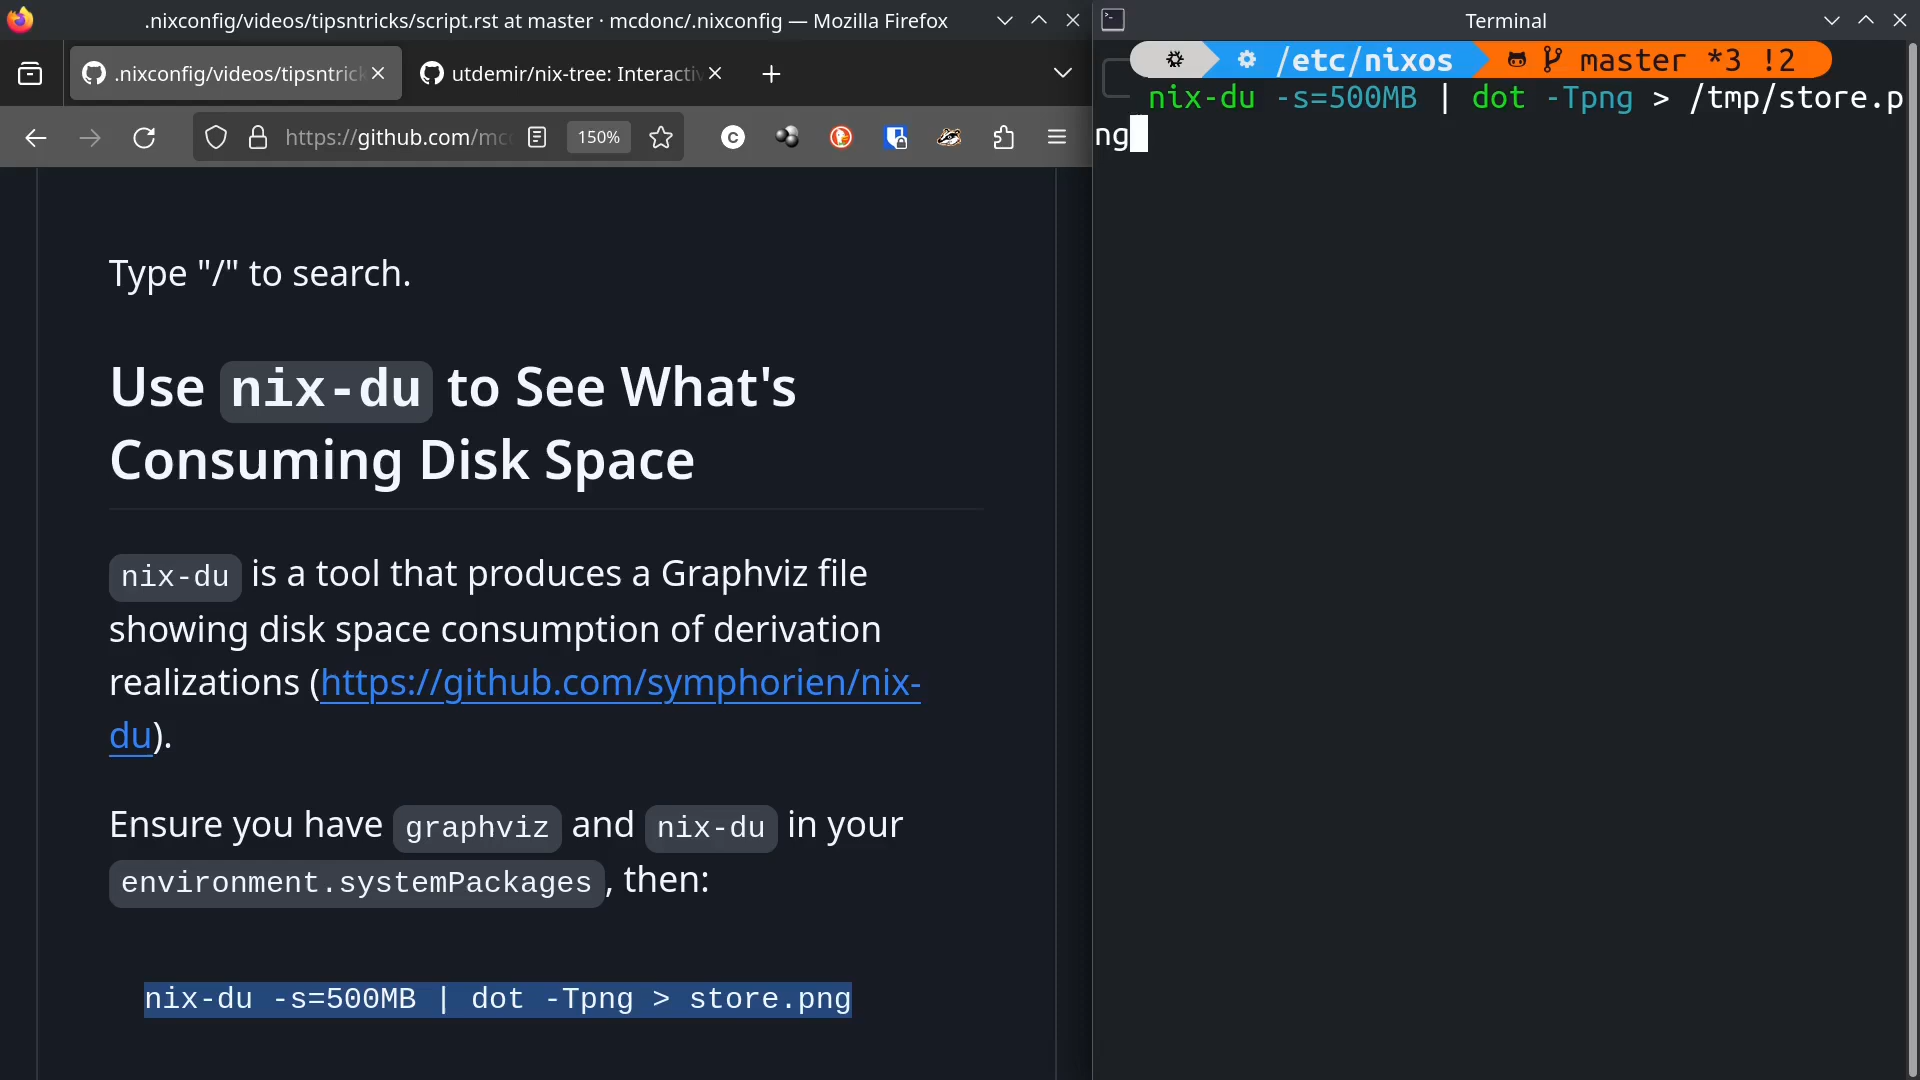 .nixconfig/videos/tipsntricks/script.rst at master · mcdonc/.nixconfig — Mozilla Firefox
.nixconfig/videos/tipsntrick
utdemir/nix-tree: Interactiv
https://github.com/mc
150%
Type "/" to search.
Use nix-du to See What's
Consuming Disk Space
nix-du is a tool that produces a Graphviz file
showing disk space consumption of derivation
realizations (https://github.com/symphorien/nix-
du).
Ensure you have graphviz and nix-du in your
environment.systemPackages, then:
nix-du -s=500MB | dot -Tpng > store.png
Terminal
/etc/nixos master *3 !2
nix-du -s=500MB | dot -Tpng > /tmp/store.p
ng